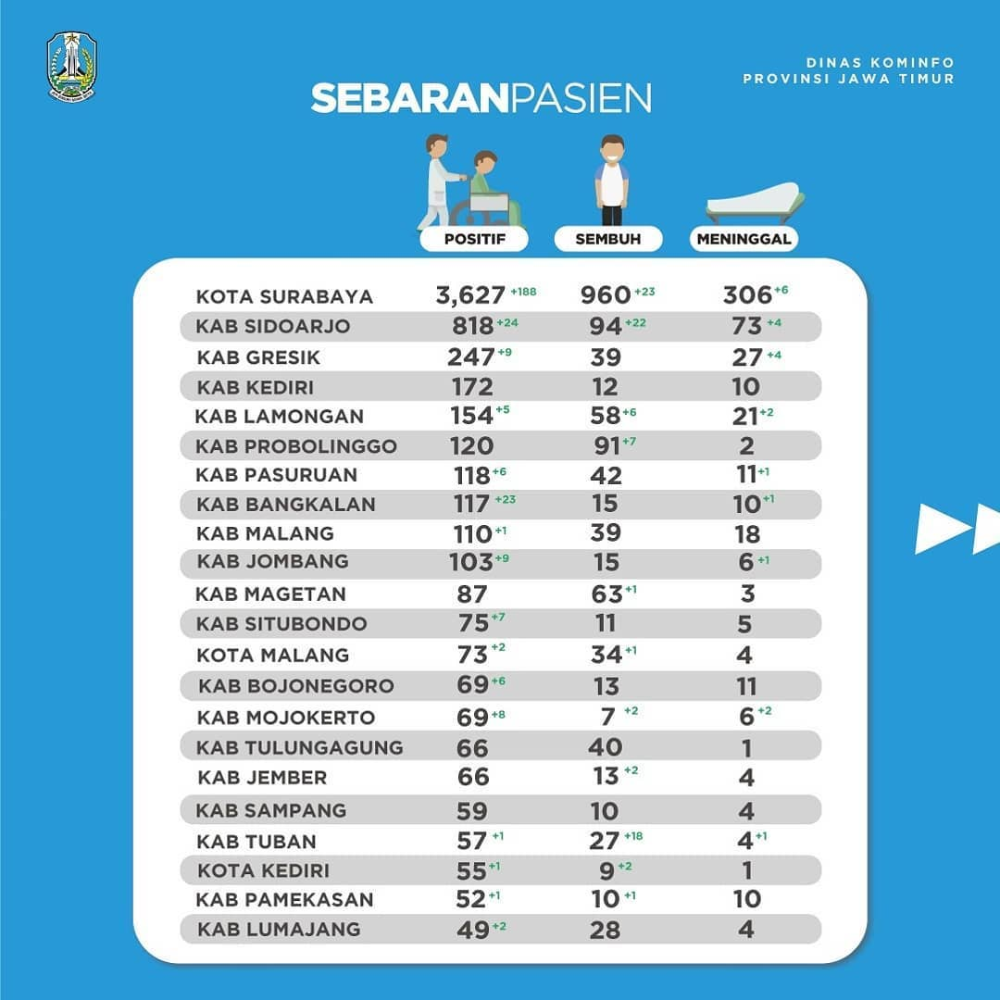 DINAS KOMINFO
PROVINSI JAWA TIMUR
SEBARANPASIEN
POSITIF SEMBUH MENINGGAL
KOTA SURABAYA 3,627 +188 960 +23 306 +6
KAB SIDOARJO 818 +24 94 +22 73 +4
KAB GRESIK 247 +9 39 27 +4
KAB KEDIRI 172 12 10
KAB LAMONGAN 154 +5 58 +6 21 +2
KAB PROBOLINGGO 120 91 +7 2
KAB PASURUAN 118 +6 42 11 +1
KAB BANGKALAN 117 +23 15 10 +1
KAB MALANG 110 +1 39 18
KAB JOMBANG 103 +9 15 6 +1
KAB MAGETAN 87 63 +1 3
KAB SITUBONDO 75 +7 11 5
KOTA MALANG 73 +2 34 +1 4
KAB BOJONEGORO 69 +6 13 11
KAB MOJOKERTO 69 +8 7 +2 6 +2
KAB TULUNGAGUNG 66 40 1
KAB JEMBER 66 13 +2 4
KAB SAMPANG 59 10 4
KAB TUBAN 57 +1 27 +18 4 +1
KOTA KEDIRI 55 +1 9 +2 1
KAB PAMEKASAN 52 +1 10 +1 10
KAB LUMAJANG 49 +2 28 4